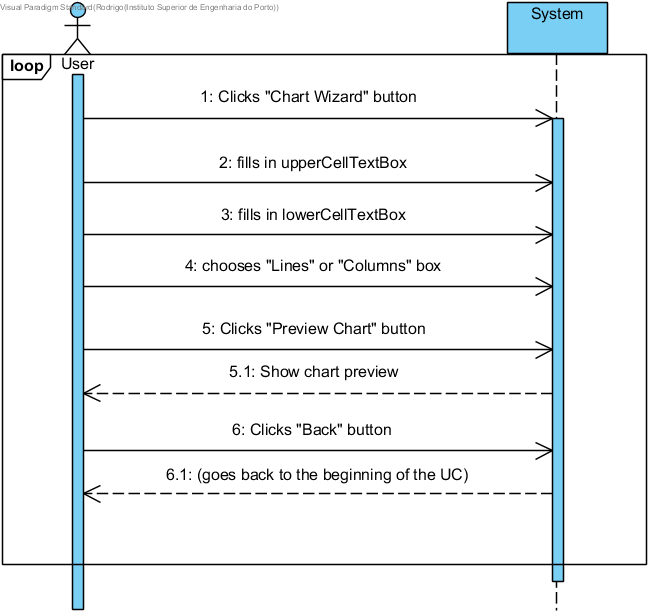 Visual Paradigm Standard(Rodrigo(Instituto Superior de Engenharia do Porto))
System
loop
User
1: Clicks "Chart Wizard" button
2: fills in upperCellTextBox
3: fills in lowerCellTextBox
4: chooses "Lines" or "Columns" box
5: Clicks "Preview Chart" button
5.1: Show chart preview
6: Clicks "Back" button
6.1: (goes back to the beginning of the UC)